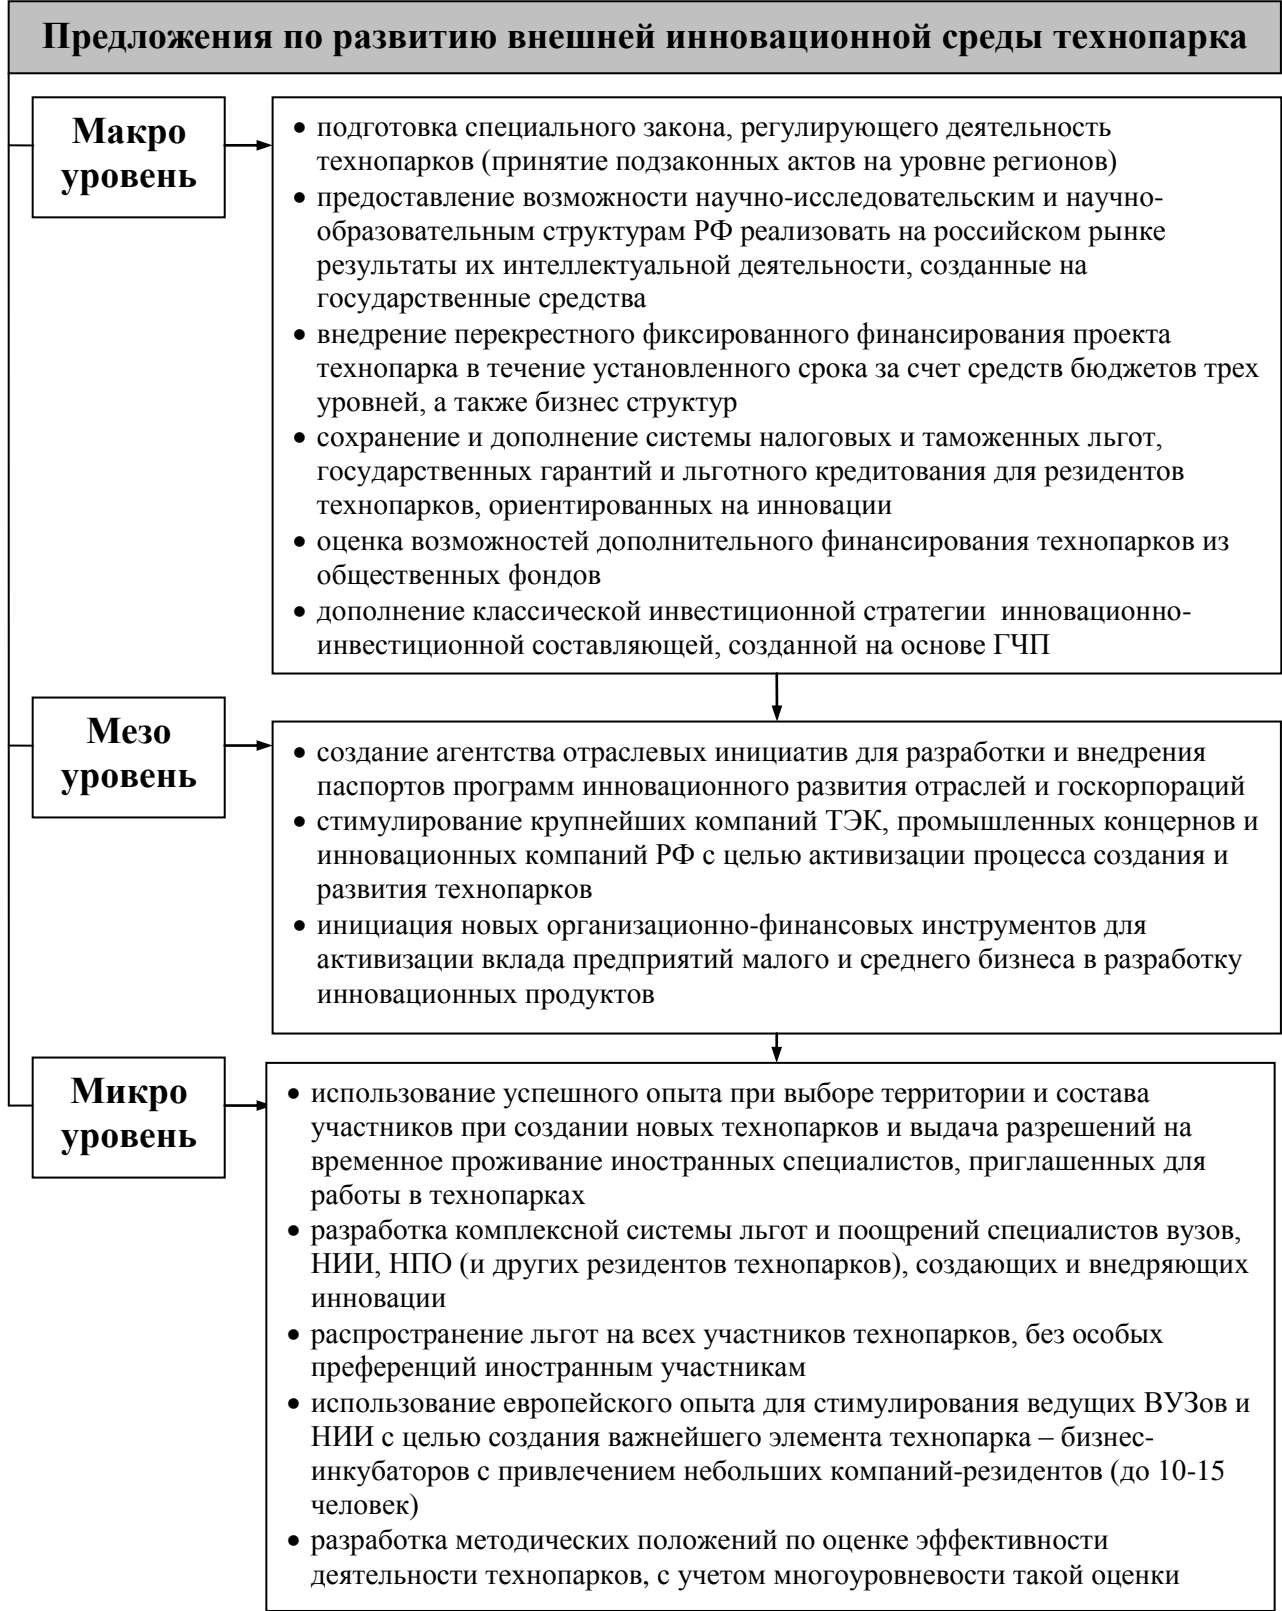 Предложения по развитию внешней инновационной среды технопарка
Макро
уровень
• подготовка специального закона, регулирующего деятельность
технопарков (принятие подзаконных актов на уровне регионов)
• предоставление возможности научно-исследовательским и научно-
образовательным структурам РФ реализовать на российском рынке
результаты их интеллектуальной деятельности, созданные на
государственные средства
• внедрение перекрестного фиксированного финансирования проекта
технопарка в течение установленного срока за счет средств бюджетов трех
уровней, а также бизнес структур
• сохранение и дополнение системы налоговых и таможенных льгот,
государственных гарантий и льготного кредитования для резидентов
технопарков, ориентированных на инновации
• оценка возможностей дополнительного финансирования технопарков из
общественных фондов
• дополнение классической инвестиционной стратегии инновационно-
инвестиционной составляющей, созданной на основе ГЧП
Мезо
уровень
• создание агентства отраслевых инициатив для разработки и внедрения
паспортов программ инновационного развития отраслей и госкорпораций
• стимулирование крупнейших компаний ТЭК, промышленных концернов и
инновационных компаний РФ с целью активизации процесса создания и
развития технопарков
• инициация новых организационно-финансовых инструментов для
активизации вклада предприятий малого и среднего бизнеса в разработку
инновационных продуктов
Микро
уровень
• использование успешного опыта при выборе территории и состава
участников при создании новых технопарков и выдача разрешений на
временное проживание иностранных специалистов, приглашенных для
работы в технопарках
• разработка комплексной системы льгот и поощрений специалистов вузов,
НИИ, НПО (и других резидентов технопарков), создающих и внедряющих
инновации
• распространение льгот на всех участников технопарков, без особых
преференций иностранным участникам
• использование европейского опыта для стимулирования ведущих ВУЗов и
НИИ с целью создания важнейшего элемента технопарка – бизнес-
инкубаторов с привлечением небольших компаний-резидентов (до 10-15
человек)
• разработка методических положений по оценке эффективности
деятельности технопарков, с учетом многоуровневости такой оценки